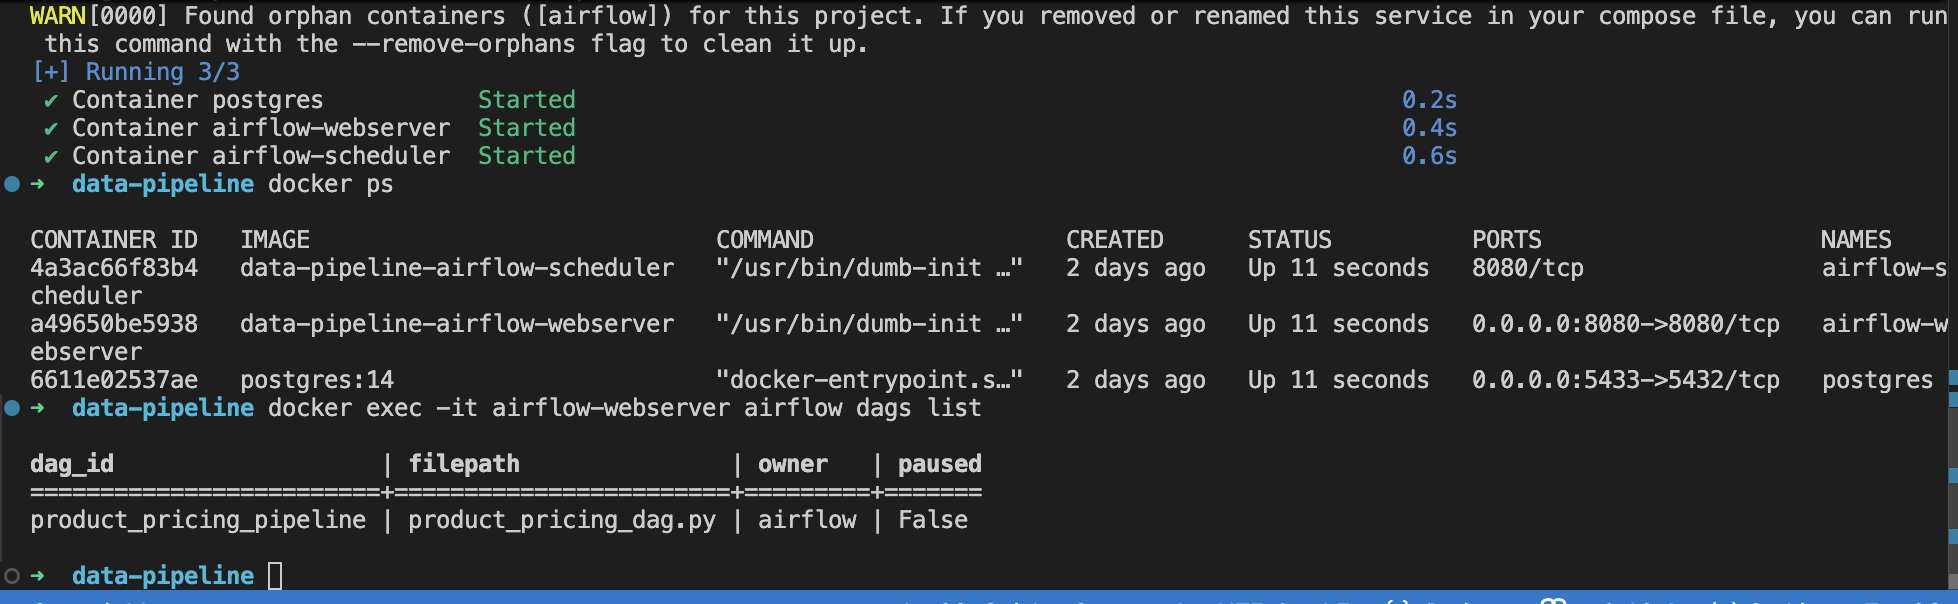 WARN[0000] Found orphan containers ([airflow]) for this project. If you removed or renamed this service in your compose file, you can run
this command with the --remove-orphans flag to clean it up.
[+] Running 3/3
✔ Container postgres Started 0.2s
✔ Container airflow-webserver Started 0.4s
✔ Container airflow-scheduler Started 0.6s
➜ data-pipeline docker ps
CONTAINER ID IMAGE COMMAND CREATED STATUS PORTS NAMES
4a3ac66f83b4 data-pipeline-airflow-scheduler "/usr/bin/dumb-init …" 2 days ago Up 11 seconds 8080/tcp airflow-s
cheduler
a49650be5938 data-pipeline-airflow-webserver "/usr/bin/dumb-init …" 2 days ago Up 11 seconds 0.0.0.0:8080->8080/tcp airflow-w
ebserver
6611e02537ae postgres:14 "docker-entrypoint.s…" 2 days ago Up 11 seconds 0.0.0.0:5433->5432/tcp postgres
➜ data-pipeline docker exec -it airflow-webserver airflow dags list
dag_id | filepath | owner | paused
=========================+========================+=========+=======
product_pricing_pipeline | product_pricing_dag.py | airflow | False
➜ data-pipeline